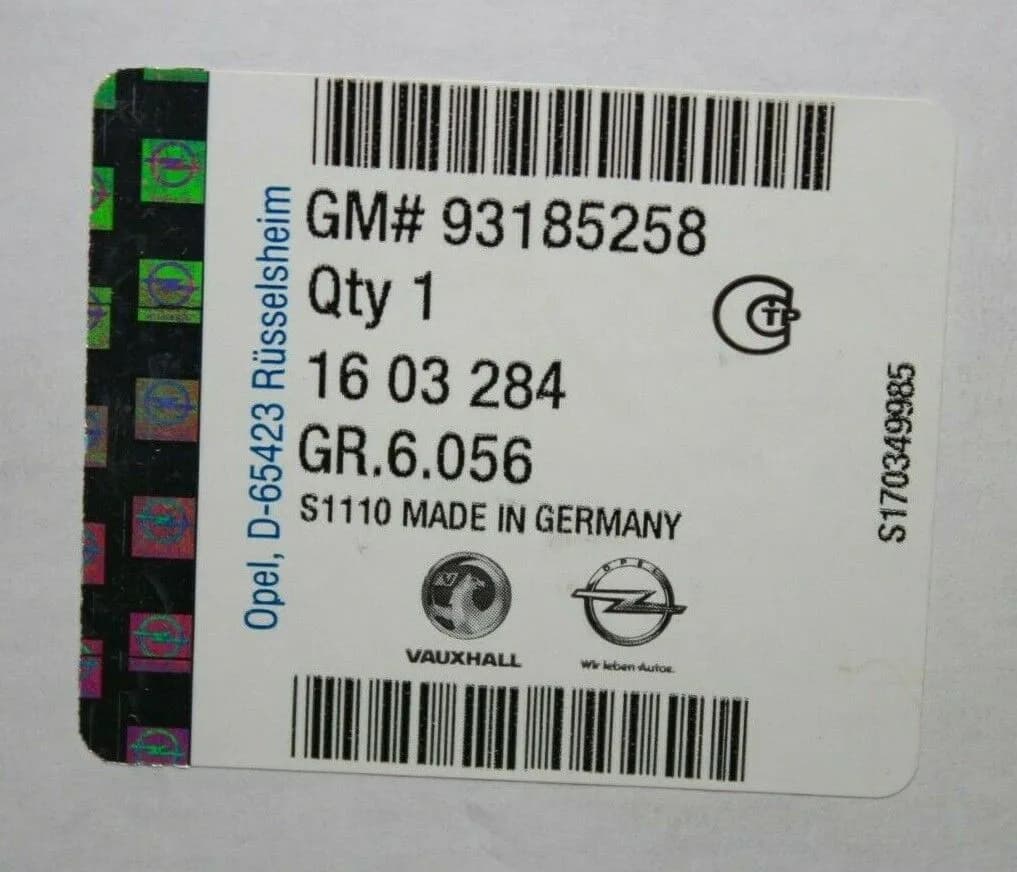 GM# 93185258
Qty 1
16 03 284
GR.6.056
S1110 MADE IN GERMANY
Opel, D-65423 Rüsselsheim
S170349985
VAUXHALL
OPEL
Wir leben Autos.